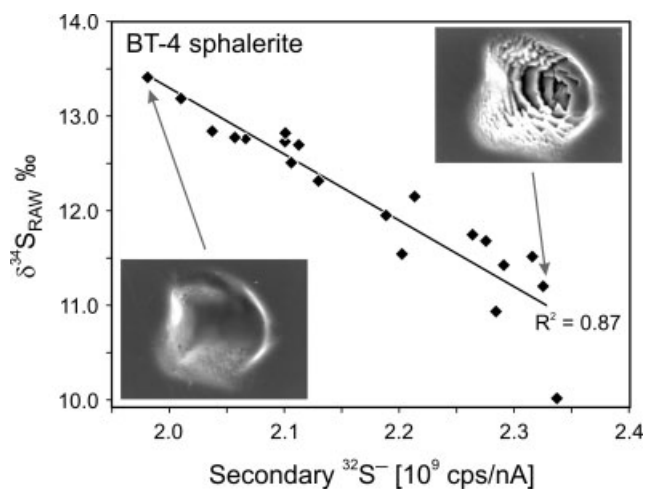 BT-4 sphalerite
14.0
13.0
12.0
11.0
10.0
δ³⁴S_RAW ‰
R² = 0.87
2.0 2.1 2.2 2.3 2.4
Secondary ³²S⁻ [10⁹ cps/nA]